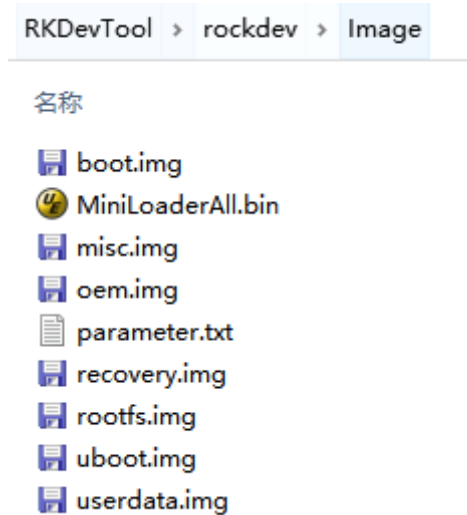 RKDevTool > rockdev > Image
名称
boot.img
MiniLoaderAll.bin
misc.img
oem.img
parameter.txt
recovery.img
rootfs.img
uboot.img
userdata.img